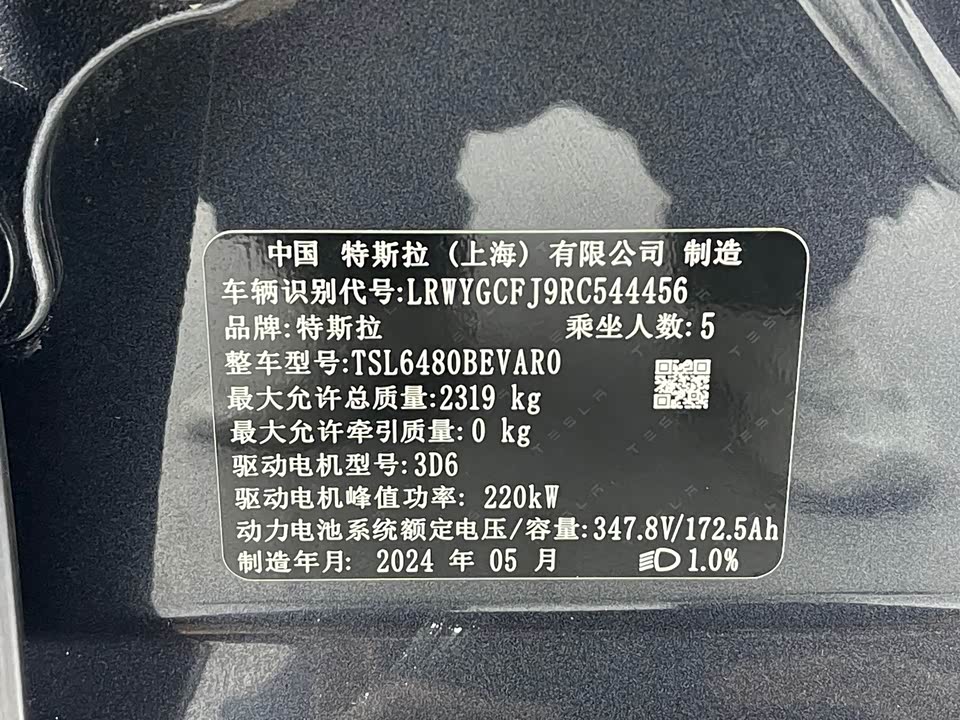 中国 特斯拉（上海）有限公司 制造
车辆识别代号:LRWYGCFJ9RC544456
品牌:特斯拉 乘坐人数:5
整车型号:TSL6480BEVAR0
最大允许总质量:2319 kg
最大允许牵引质量:0 kg
驱动电机型号:3D6
驱动电机峰值功率: 220kW
动力电池系统额定电压/容量:347.8V/172.5Ah
制造年月: 2024 年 05 月 1.0%